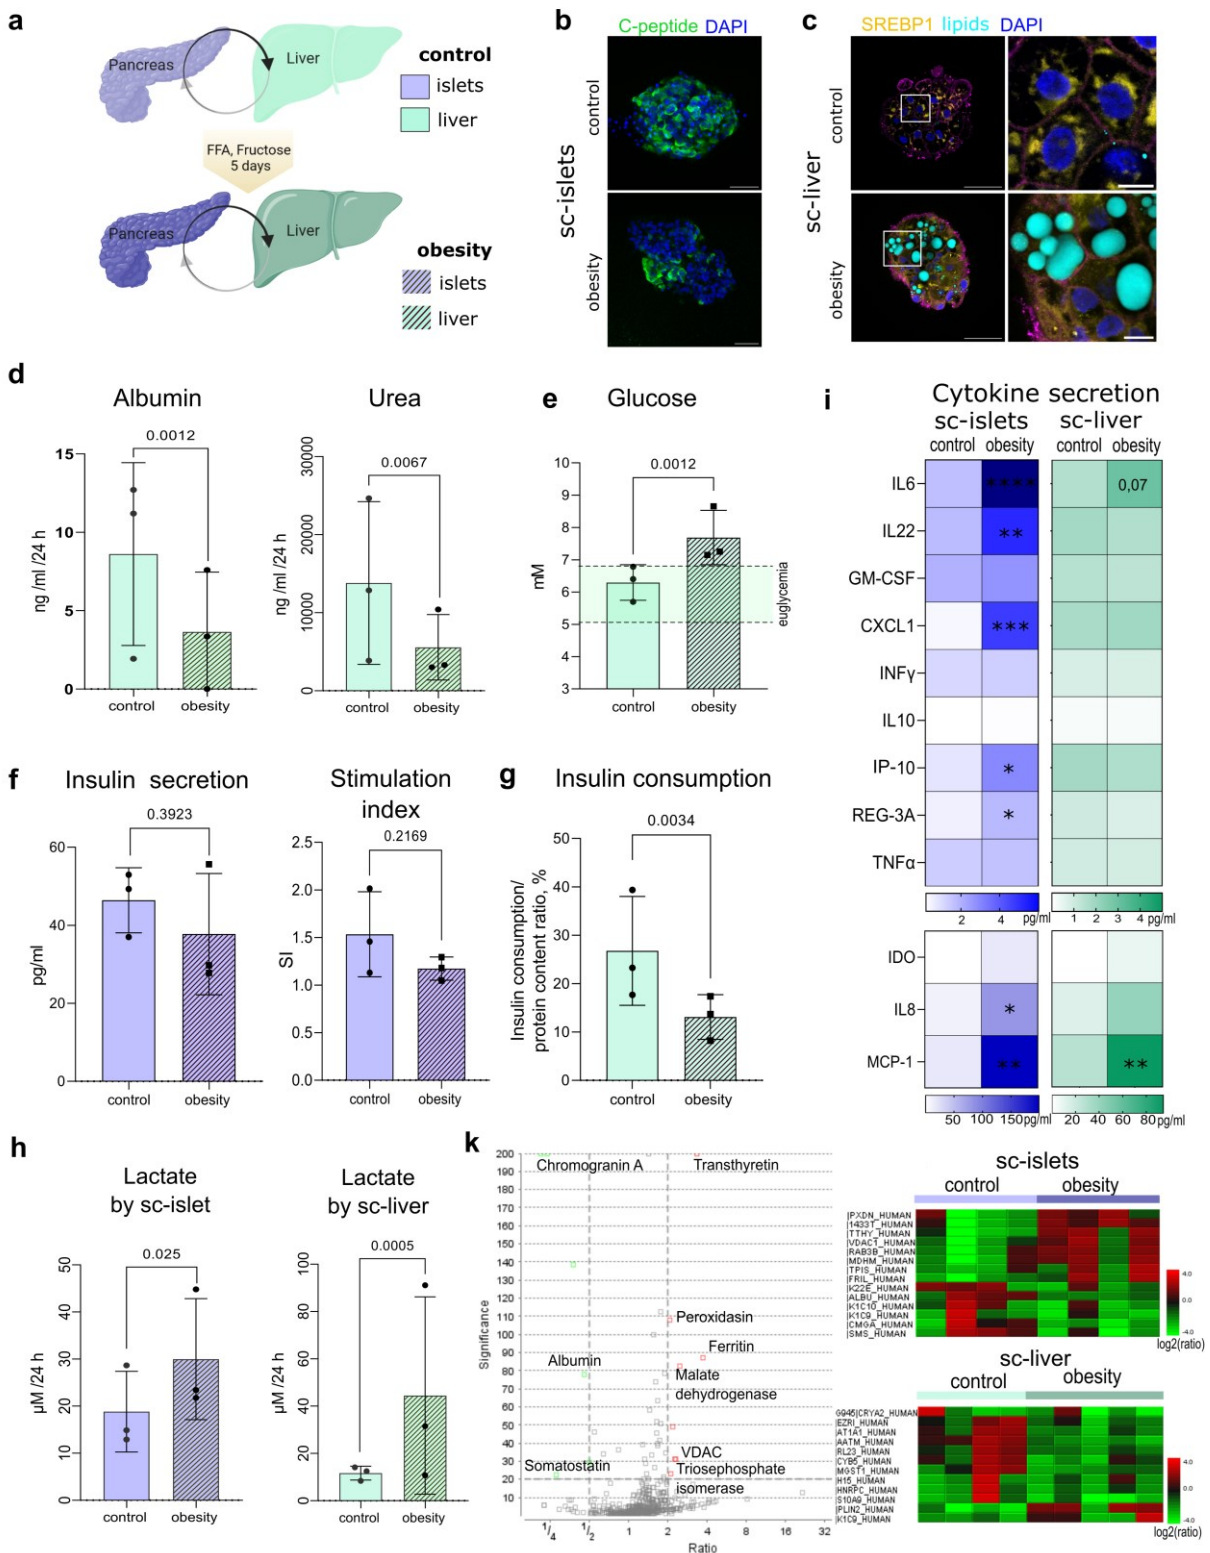 a
Pancreas
Liver
control
islets
liver
FFA, Fructose
5 days
Pancreas
Liver
obesity
islets
liver
b
C-peptide DAPI
sc-islets
control
obesity
c
SREBP1 lipids DAPI
sc-liver
control
obesity
d
Albumin
0.0012
ng /ml /24 h
15
10
5
0
control
obesity
Urea
0.0067
ng /ml /24 h
30000
20000
10000
0
control
obesity
e
Glucose
0.0012
mM
10
9
8
7
6
5
4
3
euglycemia
control
obesity
f
Insulin secretion
0.3923
pg/ml
60
40
20
0
control
obesity
Stimulation
index
0.2169
SI
2.5
2.0
1.5
1.0
0.5
0.0
control
obesity
g
Insulin consumption
0.0034
Insulin consumption/
protein content ratio, %
50
40
30
20
10
0
control
obesity
h
Lactate
by sc-islet
0.025
µM /24 h
50
40
30
20
10
0
control
obesity
Lactate
by sc-liver
0.0005
µM /24 h
100
80
60
40
20
0
control
obesity
i
Cytokine secretion
sc-islets sc-liver
control obesity control obesity
IL6 **** 0,07
IL22 **
GM-CSF
CXCL1 ***
INFγ
IL10
IP-10 *
REG-3A *
TNFα
2 4 pg/ml 1 2 3 4 pg/ml
IDO
IL8 *
MCP-1 ** **
50 100 150 pg/ml 20 40 60 80 pg/ml
k
Significance
200
190
180
170
160
150
140
130
120
110
100
90
80
70
60
50
40
30
20
10
Chromogranin A
Transthyretin
Peroxidasin
Ferritin
Albumin
Malate
dehydrogenase
VDAC
Somatostatin
Triosephosphate
isomerase
1/4 1/2 1 2 4 8 16 32
Ratio
sc-islets
control obesity
PXDN_HUMAN
1433T_HUMAN
TTHY_HUMAN
VDAC1_HUMAN
RAB3B_HUMAN
MDHM_HUMAN
TPIS_HUMAN
FRIL_HUMAN
K22E_HUMAN
ALBU_HUMAN
K1C10_HUMAN
K1C9_HUMAN
CMGA_HUMAN
SMS_HUMAN
4.0
0.0
-4.0
log2(ratio)
sc-liver
control obesity
G945|CRYA2_HUMAN
EZRI_HUMAN
AT1A1_HUMAN
AATM_HUMAN
RL23_HUMAN
CYB5_HUMAN
MGST1_HUMAN
H15_HUMAN
HNRPC_HUMAN
S10A9_HUMAN
PLIN2_HUMAN
K1C9_HUMAN
4.0
0.0
-4.0
log2(ratio)